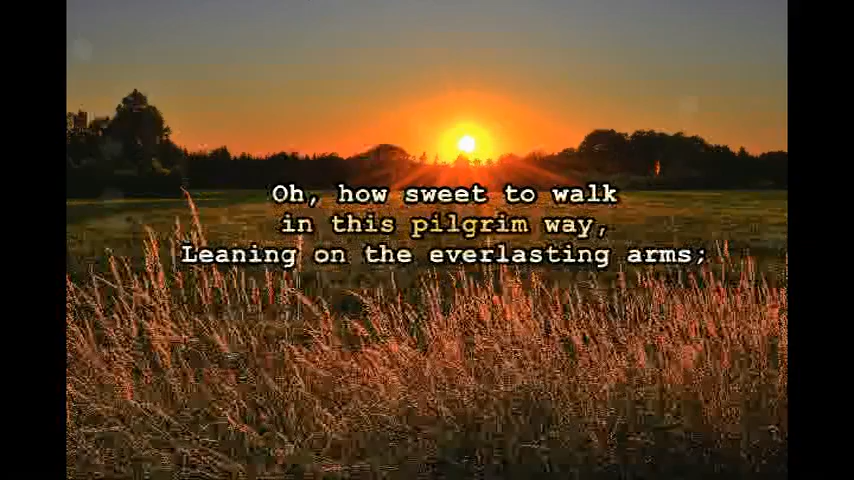 Oh, how sweet to walk
in this pilgrim way,
Leaning on the everlasting arms;